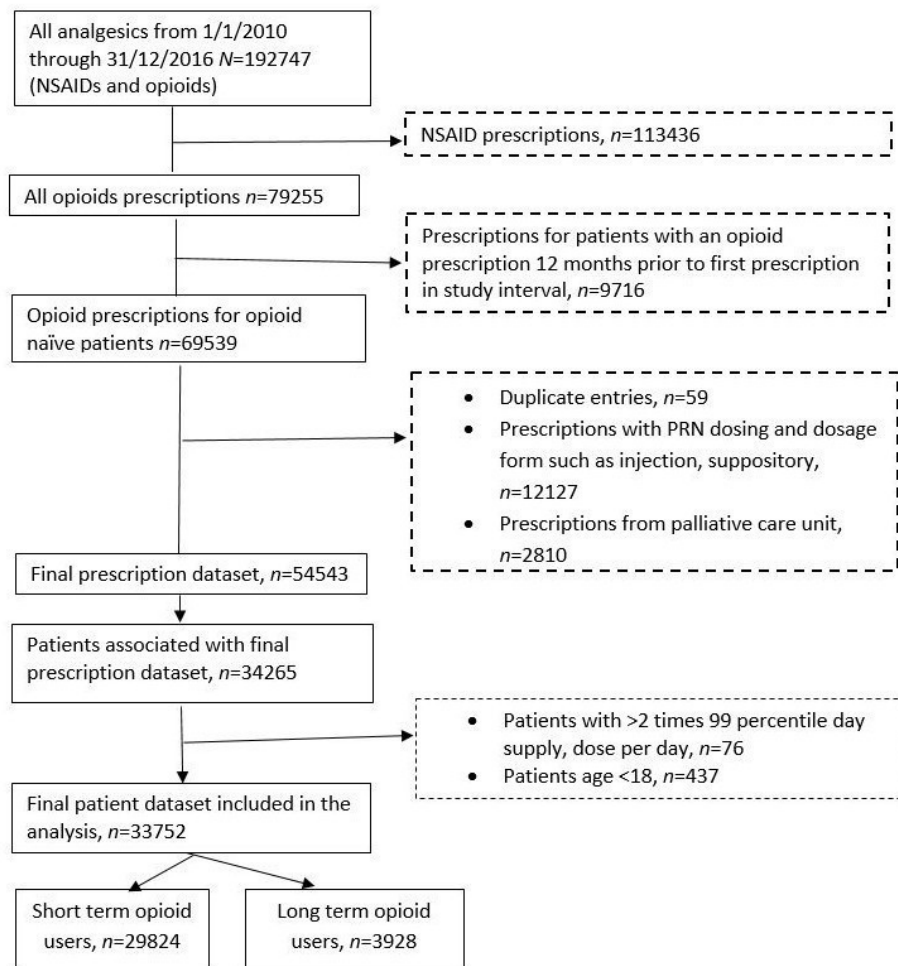 All analgesics from 1/1/2010
through 31/12/2016 N=192747
(NSAIDs and opioids)
NSAID prescriptions, n=113436
All opioids prescriptions n=79255
Prescriptions for patients with an opioid
prescription 12 months prior to first prescription
in study interval, n=9716
Opioid prescriptions for opioid
naïve patients n=69539
• Duplicate entries, n=59
• Prescriptions with PRN dosing and dosage
form such as injection, suppository,
n=12127
• Prescriptions from palliative care unit,
n=2810
Final prescription dataset, n=54543
Patients associated with final
prescription dataset, n=34265
• Patients with >2 times 99 percentile day
supply, dose per day, n=76
• Patients age <18, n=437
Final patient dataset included in the
analysis, n=33752
Short term opioid
users, n=29824
Long term opioid
users, n=3928